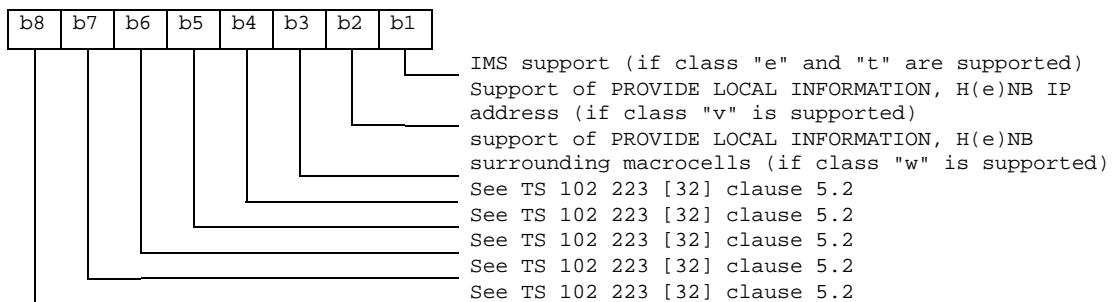 b8 b7 b6 b5 b4 b3 b2 b1
IMS support (if class "e" and "t" are supported)
Support of PROVIDE LOCAL INFORMATION, H(e)NB IP
address (if class "v" is supported)
support of PROVIDE LOCAL INFORMATION, H(e)NB
surrounding macrocells (if class "w" is supported)
See TS 102 223 [32] clause 5.2
See TS 102 223 [32] clause 5.2
See TS 102 223 [32] clause 5.2
See TS 102 223 [32] clause 5.2
See TS 102 223 [32] clause 5.2